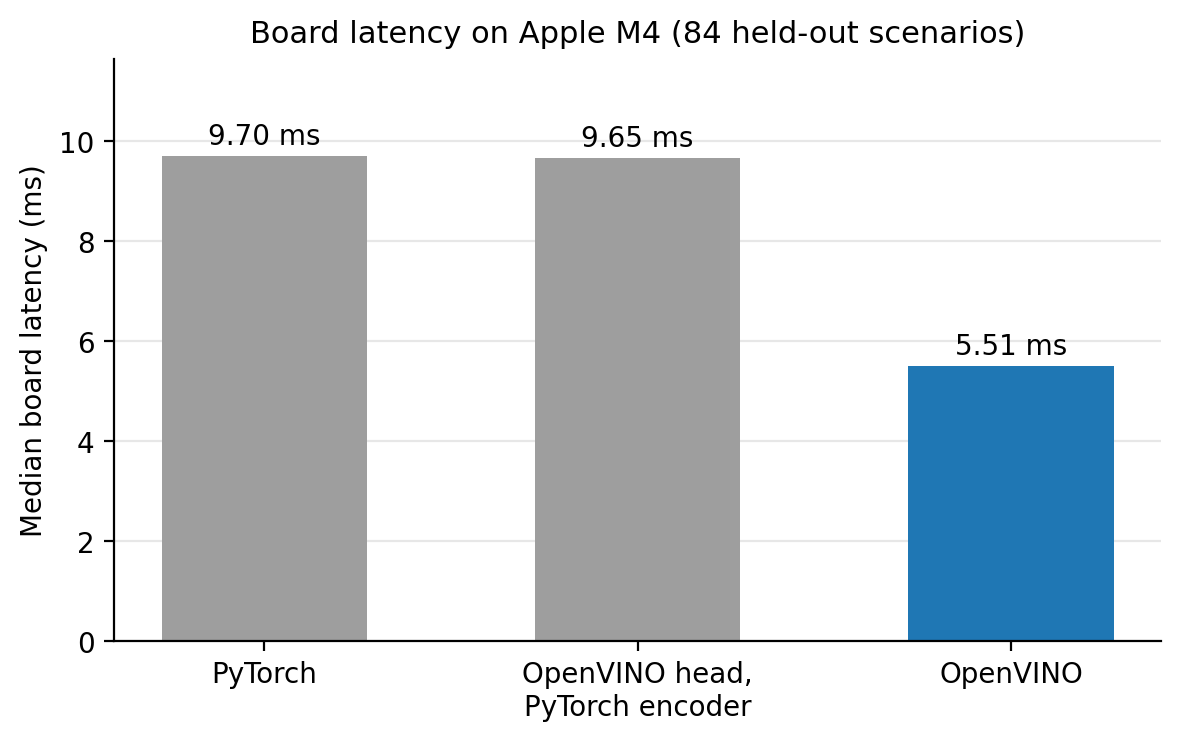 Board latency on Apple M4 (84 held-out scenarios)
Median board latency (ms)
10
8
6
4
2
0
9.70 ms
9.65 ms
5.51 ms
PyTorch
OpenVINO head,
PyTorch encoder
OpenVINO